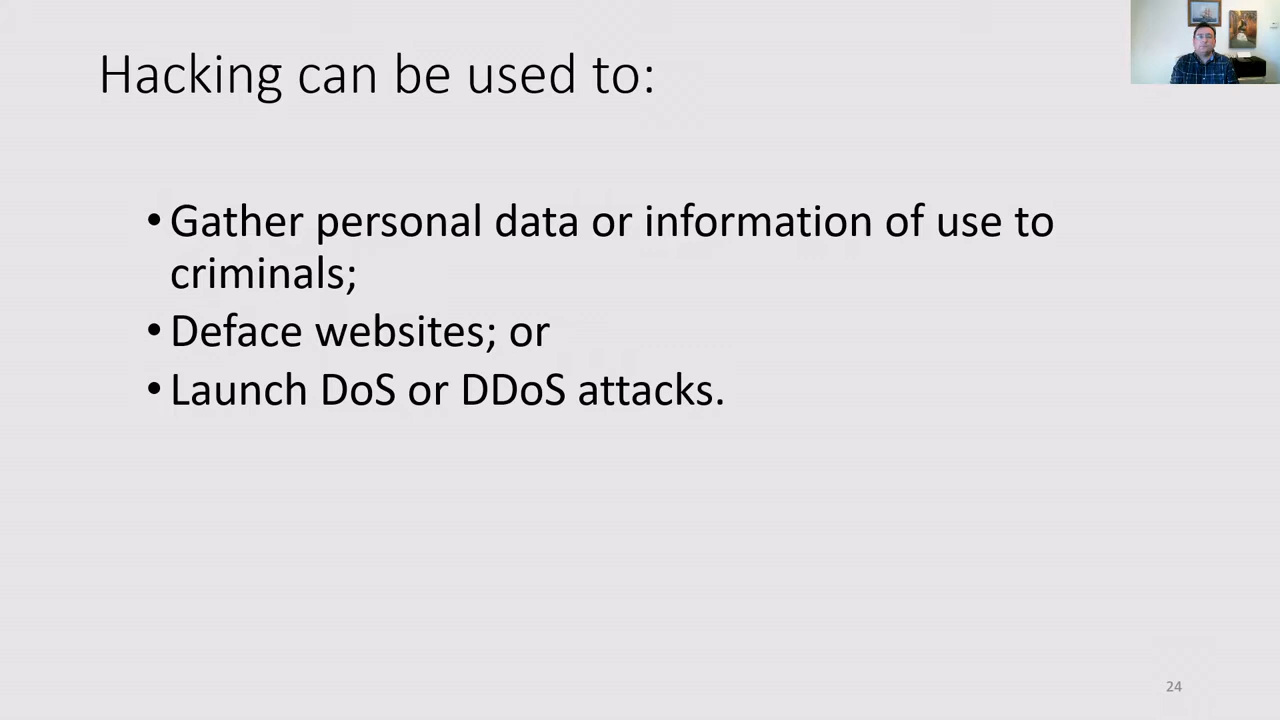 Hacking can be used to:
• Gather personal data or information of use to
criminals;
• Deface websites; or
• Launch DoS or DDoS attacks.
24